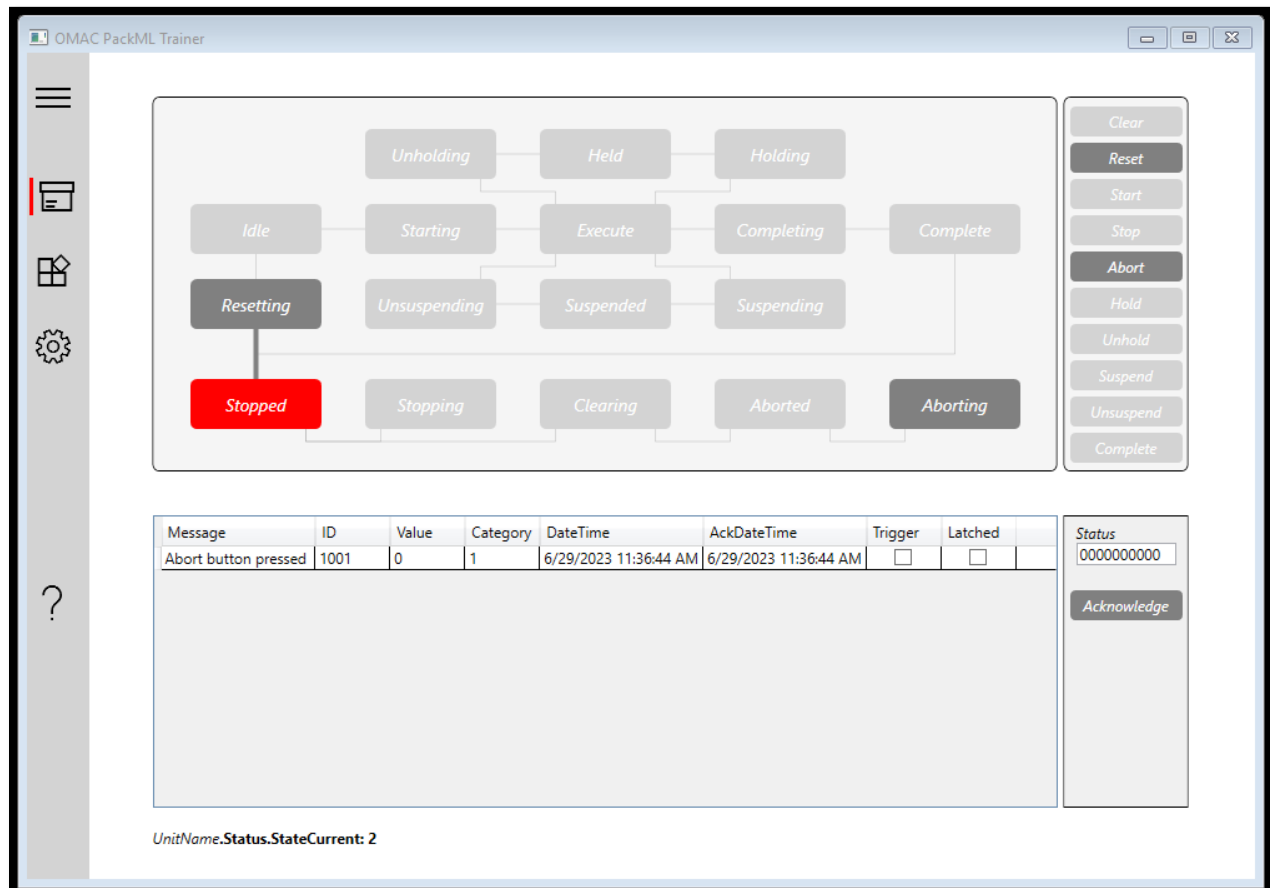 OMAC PackML Trainer
Unholding Held Holding
Idle Starting Execute Completing Complete
Resetting Unsuspending Suspended Suspending
Stopped Stopping Clearing Aborted Aborting
Clear
Reset
Start
Stop
Abort
Hold
Unhold
Suspend
Unsuspend
Complete
Message ID Value Category DateTime AckDateTime Trigger Latched
Abort button pressed 1001 0 1 6/29/2023 11:36:44 AM 6/29/2023 11:36:44 AM
Status
0000000000
Acknowledge
?
UnitName.Status.StateCurrent: 2